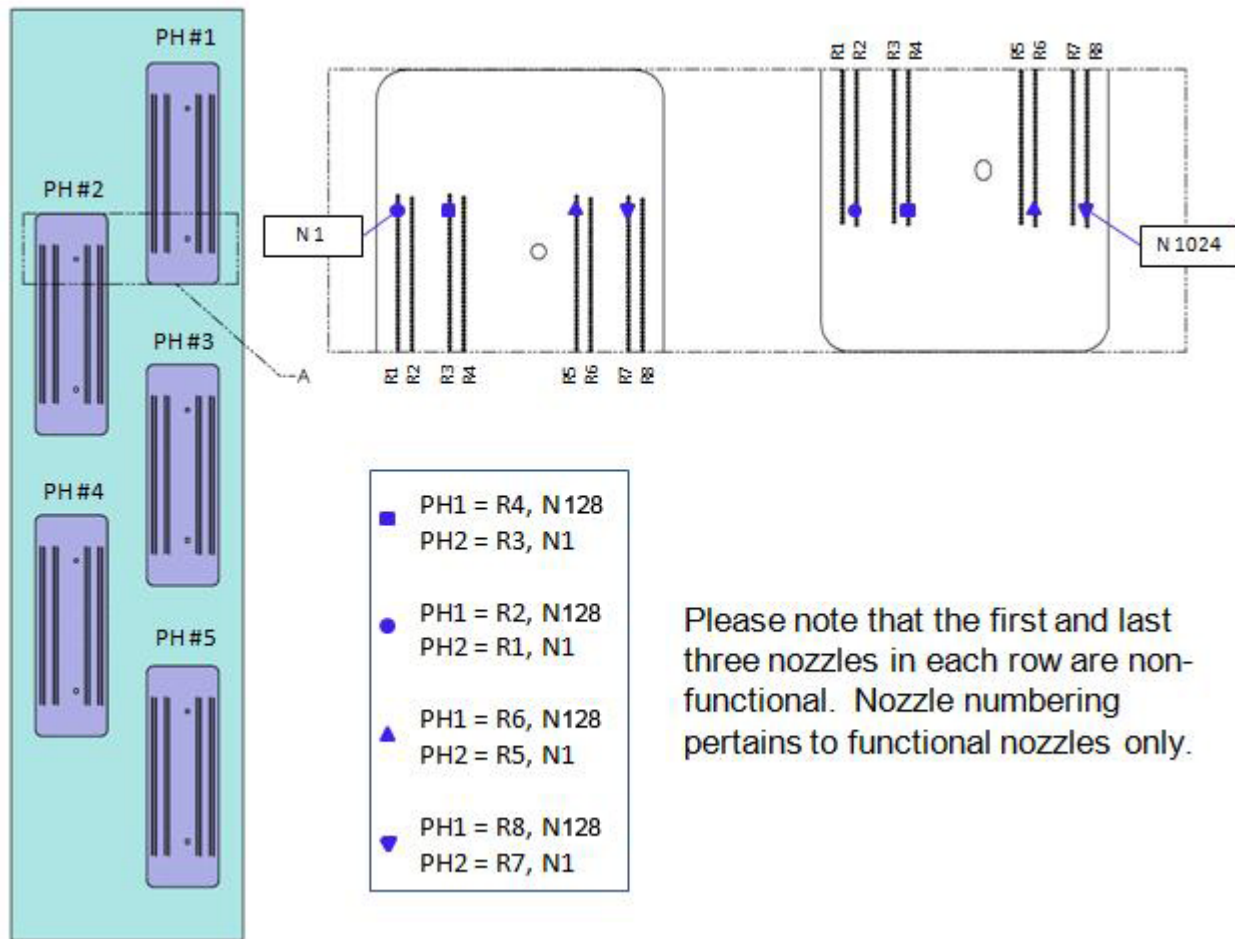 PH #1
PH #2
PH #3
PH #4
PH #5
A
N 1
R1 R2 R3 R4 R5 R6 R7 R8
R1 R2 R3 R4 R5 R6 R7 R8
N 1024
PH1 = R4, N128
PH2 = R3, N1
PH1 = R2, N128
PH2 = R1, N1
PH1 = R6, N128
PH2 = R5, N1
PH1 = R8, N128
PH2 = R7, N1
Please note that the first and last
three nozzles in each row are non-
functional.  Nozzle numbering
pertains to functional nozzles only.